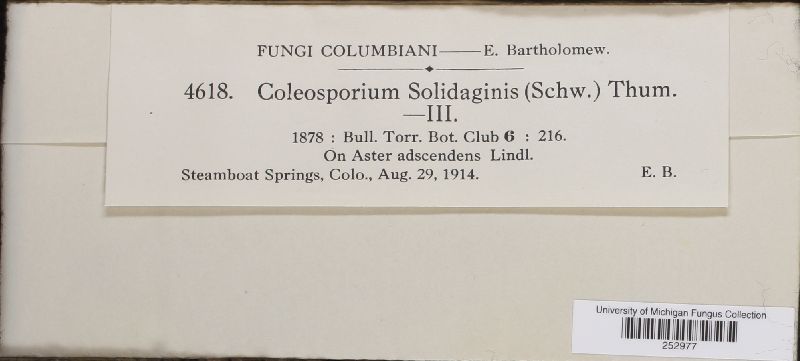 FUNGI COLUMBIANI——E. Bartholomew.
4618. Coleosporium Solidaginis (Schw.) Thum.
—III.
1878 : Bull. Torr. Bot. Club 6 : 216.
On Aster adscendens Lindl.
Steamboat Springs, Colo., Aug. 29, 1914. E. B.
University of Michigan Fungus Collection
252977